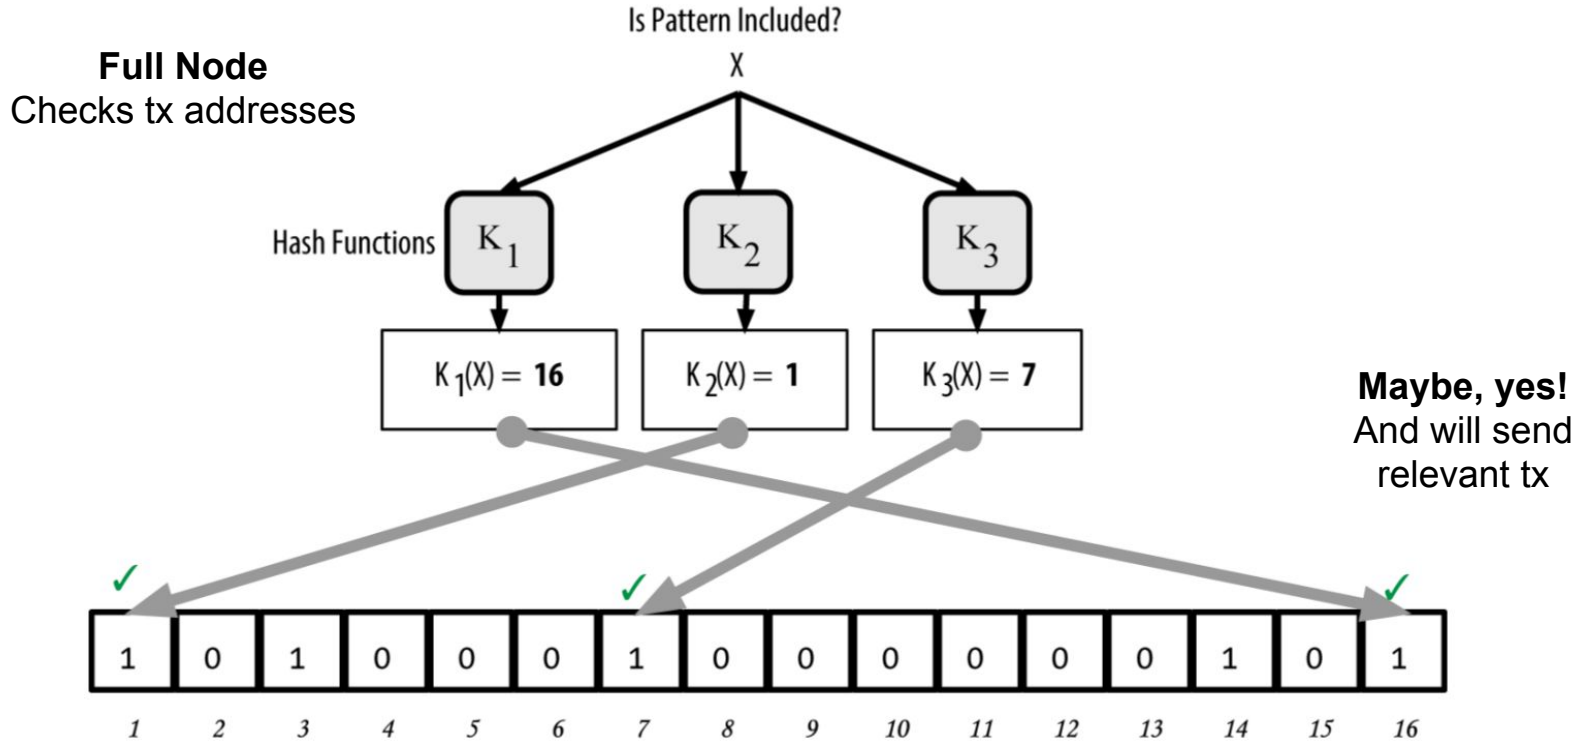 Is Pattern Included?
X
Full Node
Checks tx addresses
Hash Functions
K1
K2
K3
K1(X) = 16
K2(X) = 1
K3(X) = 7
Maybe, yes!
And will send
relevant tx
✓ ✓ ✓
1 0 1 0 0 0 1 0 0 0 0 0 0 1 0 1
1 2 3 4 5 6 7 8 9 10 11 12 13 14 15 16